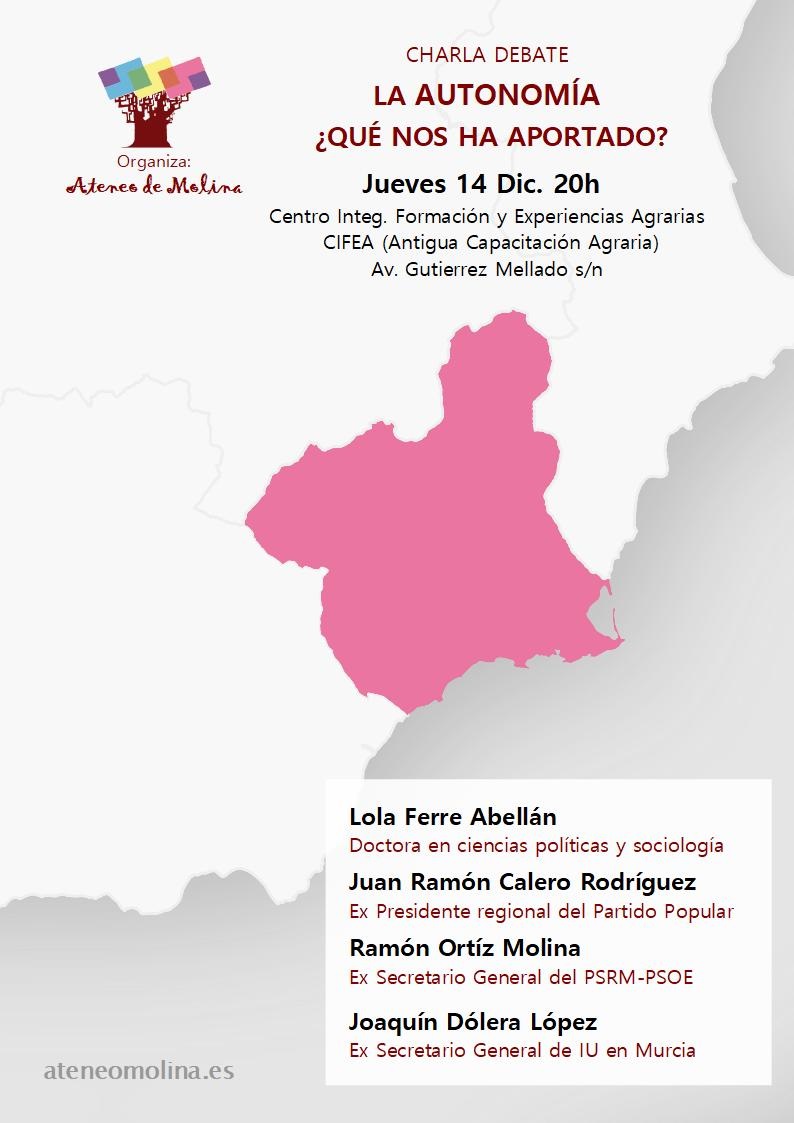 CHARLA DEBATE
LA AUTONOMÍA
¿QUÉ NOS HA APORTADO?
Organiza:
Ateneo de Molina
Jueves 14 Dic. 20h
Centro Integ. Formación y Experiencias Agrarias
CIFEA (Antigua Capacitación Agraria)
Av. Gutierrez Mellado s/n
Lola Ferre Abellán
Doctora en ciencias políticas y sociología
Juan Ramón Calero Rodríguez
Ex Presidente regional del Partido Popular
Ramón Ortíz Molina
Ex Secretario General del PSRM-PSOE
Joaquín Dólera López
Ex Secretario General de IU en Murcia
ateneomolina.es